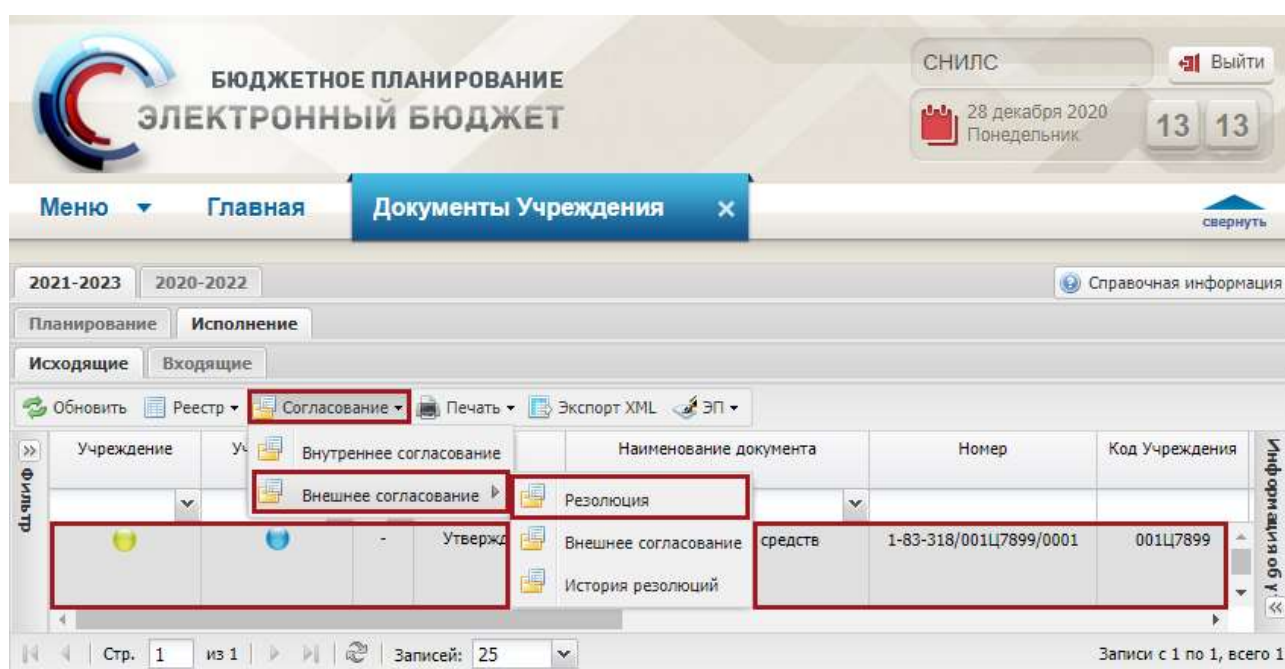 БЮДЖЕТНОЕ ПЛАНИРОВАНИЕ
ЭЛЕКТРОННЫЙ БЮДЖЕТ
СНИЛС
Выйти
28 декабря 2020
Понедельник
13 13
Меню
Главная
Документы Учреждения
свернуть
2021-2023
2020-2022
Справочная информация
Планирование
Исполнение
Исходящие
Входящие
Обновить
Реестр
Согласование
Печать
Экспорт XML
ЭП
Фильтр
Учреждение
Наименование документа
Номер
Код Учреждения
Внутреннее согласование
Внешнее согласование
Резолюция
Внешнее согласование
История резолюций
-
Утвержд
средств
1-83-318/001Ц7899/0001
001Ц7899
Информация об у
Стр. 1 из 1
Записей: 25
Записи с 1 по 1, всего 1